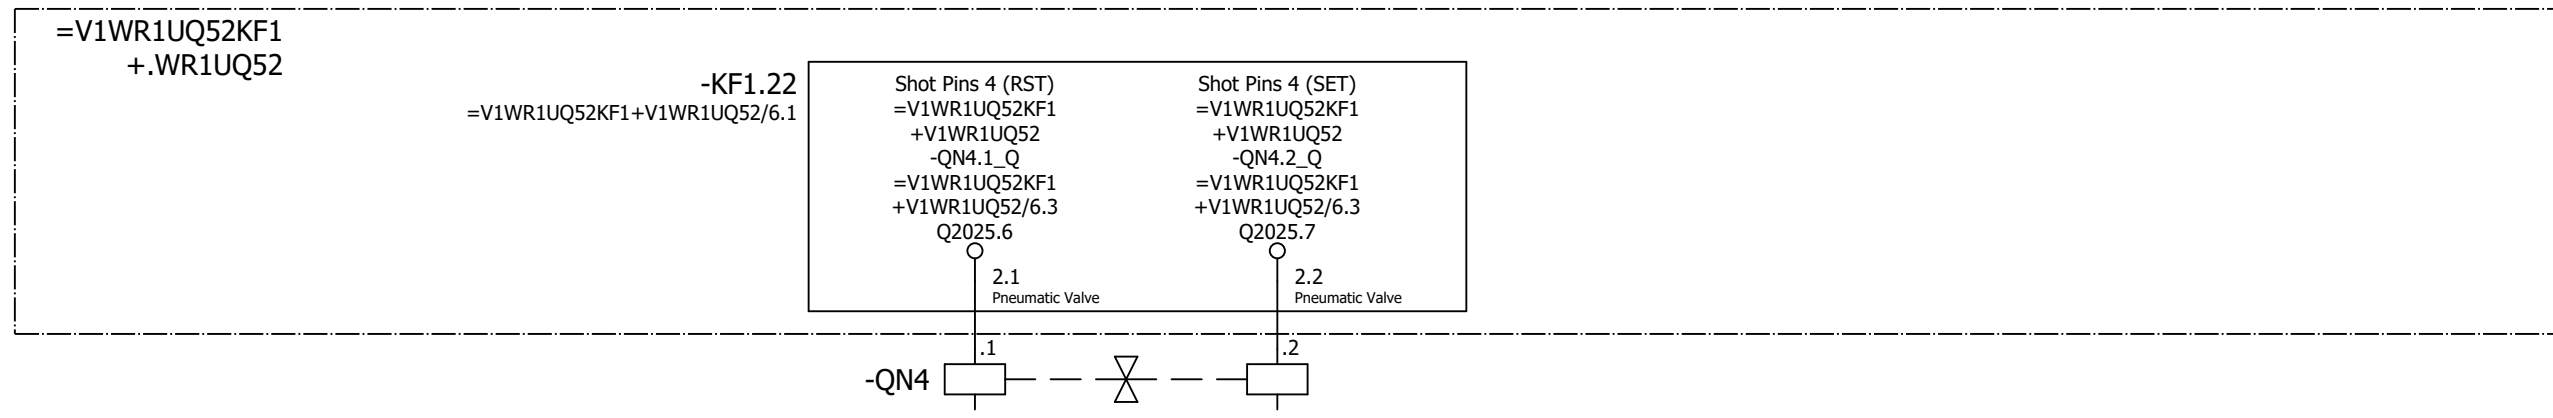 =V1WR1UQ52KF1
+.WR1UQ52
-KF1.22
=V1WR1UQ52KF1+V1WR1UQ52/6.1
Shot Pins 4 (RST)
=V1WR1UQ52KF1
+V1WR1UQ52
-QN4.1_Q
=V1WR1UQ52KF1
+V1WR1UQ52/6.3
Q2025.6
2.1
Pneumatic Valve
Shot Pins 4 (SET)
=V1WR1UQ52KF1
+V1WR1UQ52
-QN4.2_Q
=V1WR1UQ52KF1
+V1WR1UQ52/6.3
Q2025.7
2.2
Pneumatic Valve
.1
.2
-QN4